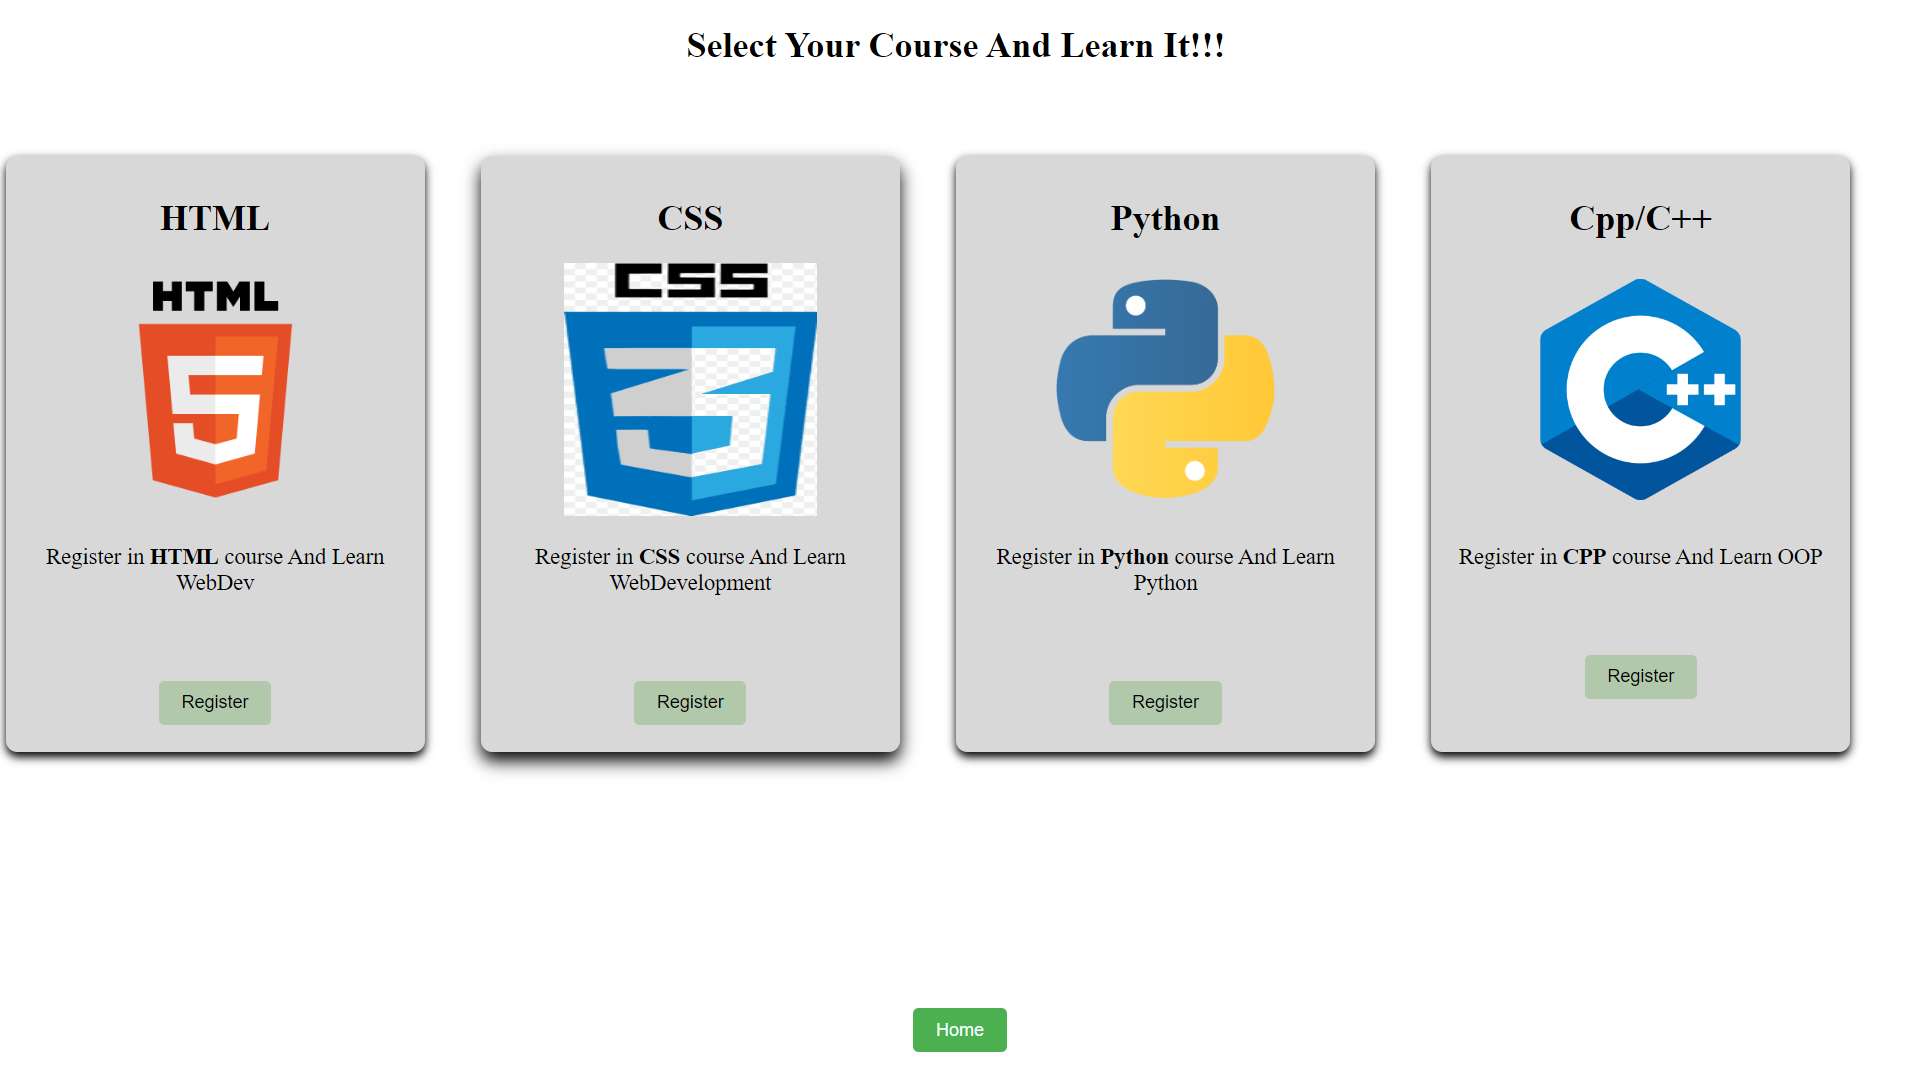 Select Your Course And Learn It!!!
HTML
HTML
5
Register in HTML course And Learn
WebDev
Register
CSS
CSS
3
Register in CSS course And Learn
WebDevelopment
Register
Python
Register in Python course And Learn
Python
Register
Cpp/C++
C++
Register in CPP course And Learn OOP
Register
Home